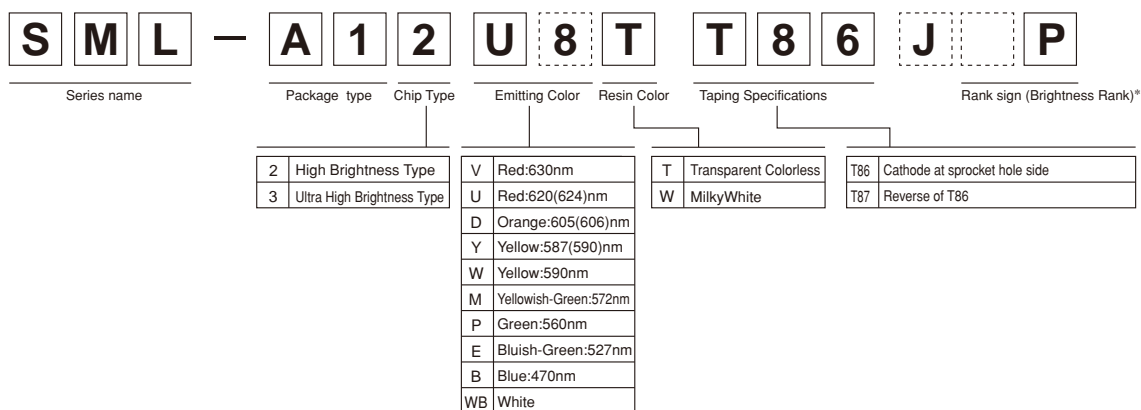 S M L — A 1 2 U 8 T T 8 6 J P
Series name Package type Chip Type Emitting Color Resin Color Taping Specifications Rank sign (Brightness Rank)*
2 High Brightness Type
3 Ultra High Brightness Type
V Red:630nm
U Red:620(624)nm
D Orange:605(606)nm
Y Yellow:587(590)nm
W Yellow:590nm
M Yellowish-Green:572nm
P Green:560nm
E Bluish-Green:527nm
B Blue:470nm
WB White
T Transparent Colorless
W MilkyWhite
T86 Cathode at sprocket hole side
T87 Reverse of T86